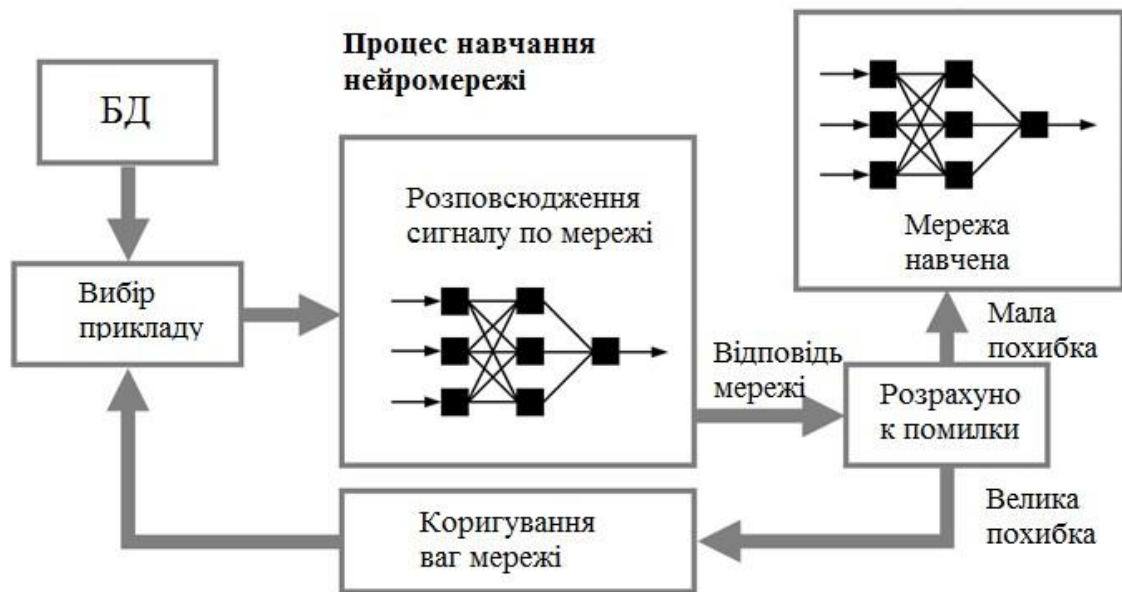 Процес навчання
нейромережі
БД
Вибір
прикладу
Розповсюдження
сигналу по мережі
Відповідь
мережі
Розрахуно
к помилки
Мала
похибка
Мережа
навчена
Велика
похибка
Коригування
ваг мережі